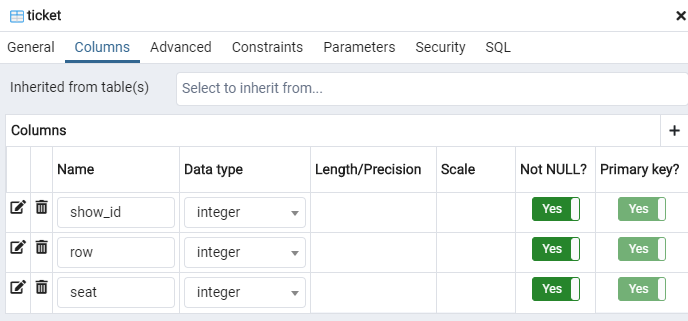 ticket
General Columns Advanced Constraints Parameters Security SQL
Inherited from table(s) Select to inherit from...
Columns
Name Data type Length/Precision Scale Not NULL? Primary key?
show_id integer Yes Yes
row integer Yes Yes
seat integer Yes Yes